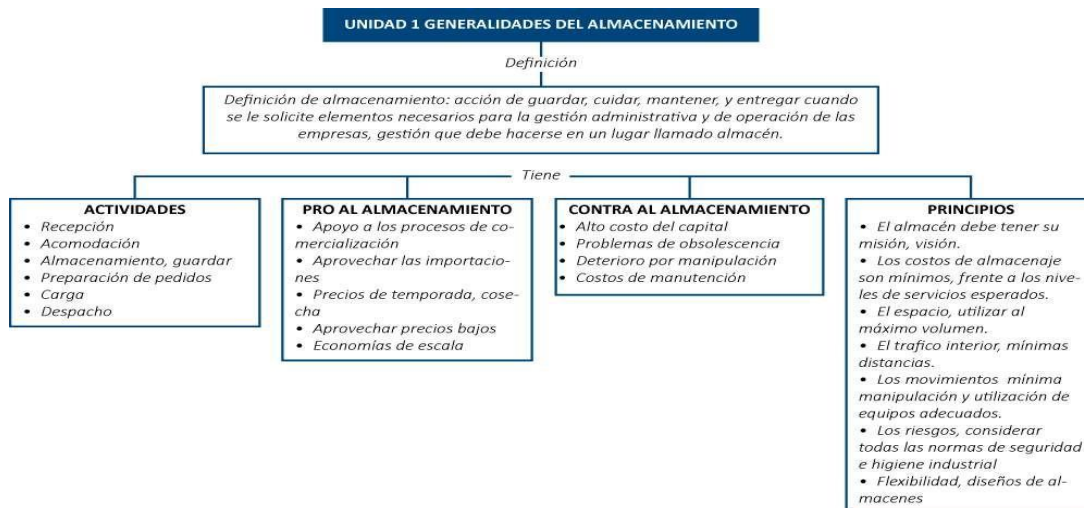 UNIDAD 1 GENERALIDADES DEL ALMACENAMIENTO
Definición
Definición de almacenamiento: acción de guardar, cuidar, mantener, y entregar cuando
se le solicite elementos necesarios para la gestión administrativa y de operación de las
empresas, gestión que debe hacerse en un lugar llamado almacén.
Tiene
ACTIVIDADES
• Recepción
• Acomodación
• Almacenamiento, guardar
• Preparación de pedidos
• Carga
• Despacho
PRO AL ALMACENAMIENTO
• Apoyo a los procesos de co-
mercialización
• Aprovechar las importacio-
nes
• Precios de temporada, cose-
cha
• Aprovechar precios bajos
• Economías de escala
CONTRA AL ALMACENAMIENTO
• Alto costo del capital
• Problemas de obsolescencia
• Deterioro por manipulación
• Costos de manutención
PRINCIPIOS
• El almacén debe tener su
misión, visión.
• Los costos de almacenaje
son mínimos, frente a los nive-
les de servicios esperados.
• El espacio, utilizar al
máximo volumen.
• El trafico interior, mínimas
distancias.
• Los movimientos mínima
manipulación y utilización de
equipos adecuados.
• Los riesgos, considerar
todas las normas de seguridad
e higiene industrial
• Flexibilidad, diseños de al-
macenes